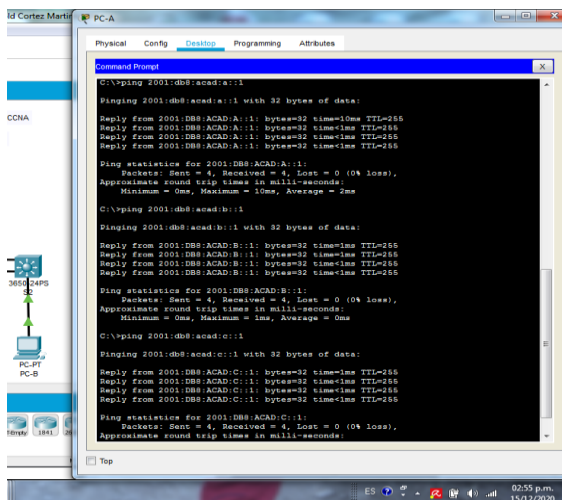 ld Cortez Martin
PC-A
Physical Config Desktop Programming Attributes
Command Prompt
X
C:\>ping 2001:db8:acad:a::1
Pinging 2001:db8:acad:a::1 with 32 bytes of data:
Reply from 2001:DB8:ACAD:A::1: bytes=32 time=10ms TTL=255
Reply from 2001:DB8:ACAD:A::1: bytes=32 time<1ms TTL=255
Reply from 2001:DB8:ACAD:A::1: bytes=32 time<1ms TTL=255
Reply from 2001:DB8:ACAD:A::1: bytes=32 time<1ms TTL=255
Ping statistics for 2001:DB8:ACAD:A::1:
Packets: Sent = 4, Received = 4, Lost = 0 (0% loss),
Approximate round trip times in milli-seconds:
Minimum = 0ms, Maximum = 10ms, Average = 2ms
C:\>ping 2001:db8:acad:b::1
Pinging 2001:db8:acad:b::1 with 32 bytes of data:
Reply from 2001:DB8:ACAD:B::1: bytes=32 time=1ms TTL=255
Reply from 2001:DB8:ACAD:B::1: bytes=32 time<1ms TTL=255
Reply from 2001:DB8:ACAD:B::1: bytes=32 time<1ms TTL=255
Reply from 2001:DB8:ACAD:B::1: bytes=32 time<1ms TTL=255
Ping statistics for 2001:DB8:ACAD:B::1:
Packets: Sent = 4, Received = 4, Lost = 0 (0% loss),
Approximate round trip times in milli-seconds:
Minimum = 0ms, Maximum = 1ms, Average = 0ms
C:\>ping 2001:db8:acad:c::1
Pinging 2001:db8:acad:c::1 with 32 bytes of data:
Reply from 2001:DB8:ACAD:C::1: bytes=32 time<1ms TTL=255
Reply from 2001:DB8:ACAD:C::1: bytes=32 time<1ms TTL=255
Reply from 2001:DB8:ACAD:C::1: bytes=32 time<1ms TTL=255
Reply from 2001:DB8:ACAD:C::1: bytes=32 time<1ms TTL=255
Ping statistics for 2001:DB8:ACAD:C::1:
Packets: Sent = 4, Received = 4, Lost = 0 (0% loss),
Approximate round trip times in milli-seconds:
Top
CCNA
3650-24PS
S2
PC-PT
PC-B
1841
ES
02:55 p.m.
15/12/2020